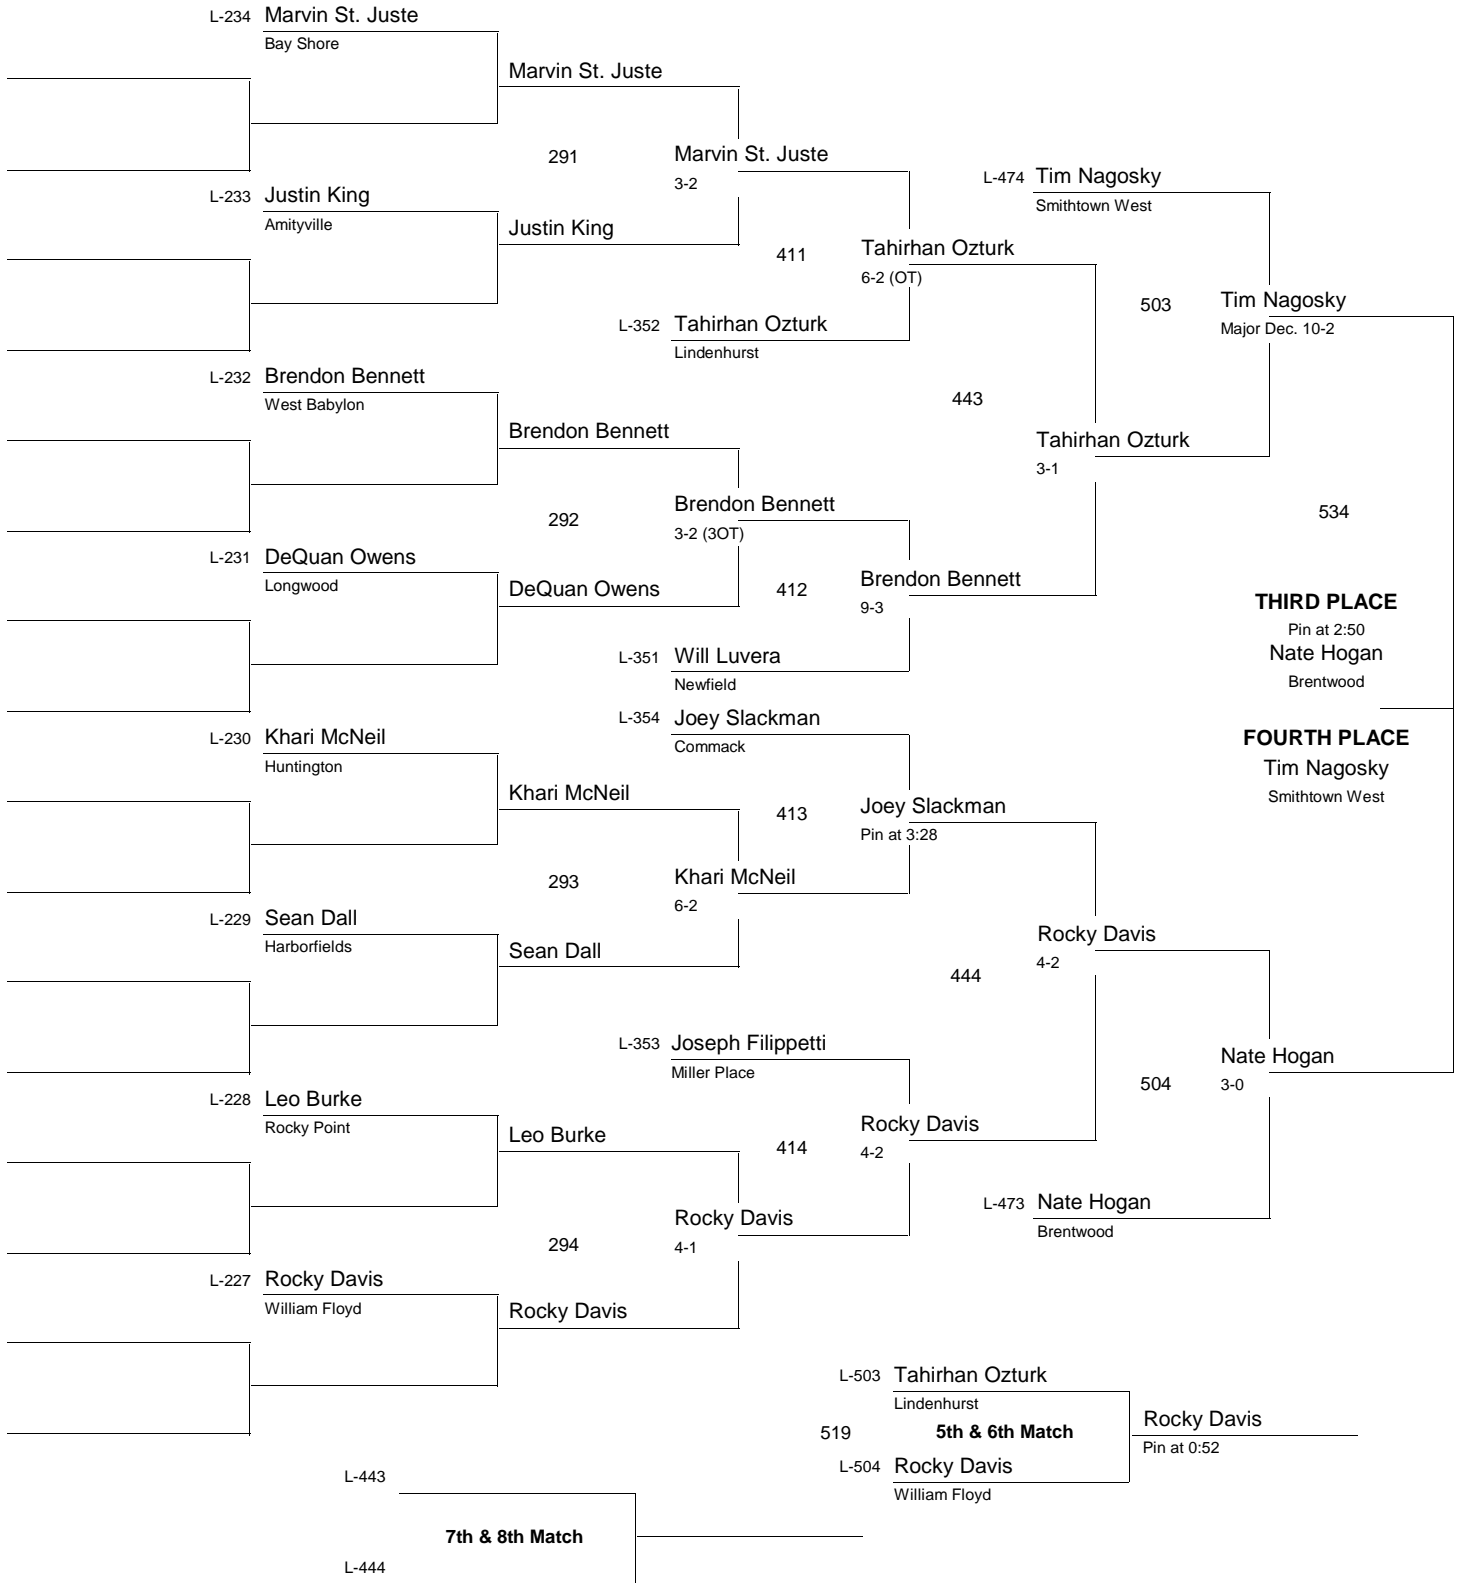 L-234 Marvin St. Juste
Bay Shore
Marvin St. Juste
291
Marvin St. Juste
3-2
L-474 Tim Nagosky
Smithtown West
L-233 Justin King
Amityville
Justin King
411
Tahirhan Ozturk
6-2 (OT)
503
Tim Nagosky
Major Dec. 10-2
L-352 Tahirhan Ozturk
Lindenhurst
L-232 Brendon Bennett
West Babylon
443
Brendon Bennett
Tahirhan Ozturk
3-1
292
Brendon Bennett
3-2 (3OT)
534
L-231 DeQuan Owens
Longwood
DeQuan Owens
412
Brendon Bennett
9-3
THIRD PLACE
Pin at 2:50
Nate Hogan
Brentwood
L-351 Will Luvera
Newfield
L-354 Joey Slackman
Commack
L-230 Khari McNeil
Huntington
FOURTH PLACE
Tim Nagosky
Smithtown West
Khari McNeil
413
Joey Slackman
Pin at 3:28
293
Khari McNeil
6-2
L-229 Sean Dall
Harborfields
Sean Dall
Rocky Davis
4-2
444
L-353 Joseph Filippetti
Miller Place
Nate Hogan
3-0
504
L-228 Leo Burke
Rocky Point
Leo Burke
414
Rocky Davis
4-2
L-473 Nate Hogan
Brentwood
Rocky Davis
4-1
294
L-227 Rocky Davis
William Floyd
Rocky Davis
L-503 Tahirhan Ozturk
Lindenhurst
519
5th & 6th Match
Rocky Davis
Pin at 0:52
L-504 Rocky Davis
William Floyd
L-443
7th & 8th Match
L-444